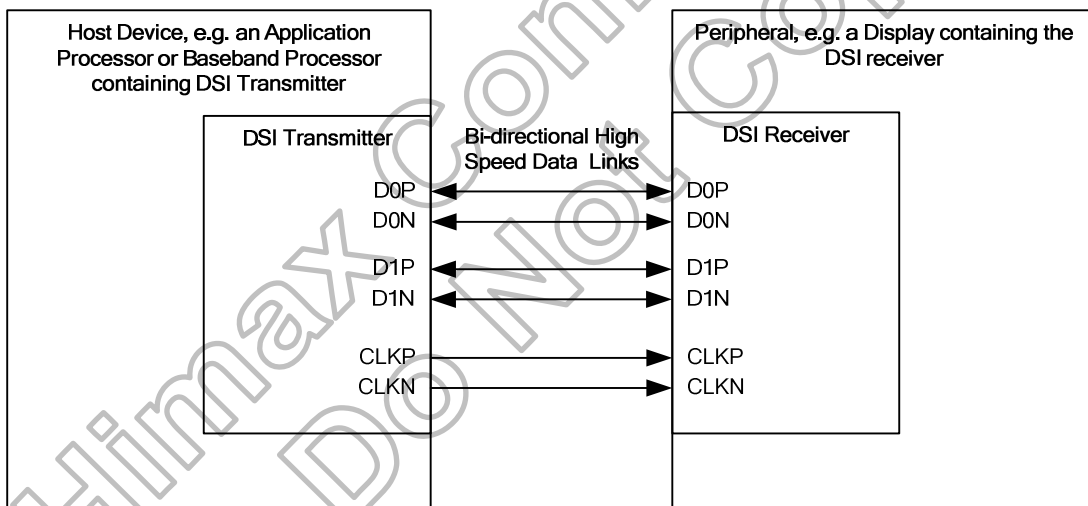 Host Device, e.g. an Application
Processor or Baseband Processor
containing DSI Transmitter
Peripheral, e.g. a Display containing the
DSI receiver
DSI Transmitter
Bi-directional High
Speed Data Links
DSI Receiver
D0P
D0P
D0N
D0N
D1P
D1P
D1N
D1N
CLKP
CLKP
CLKN
CLKN
Himax Con
Do Not Co